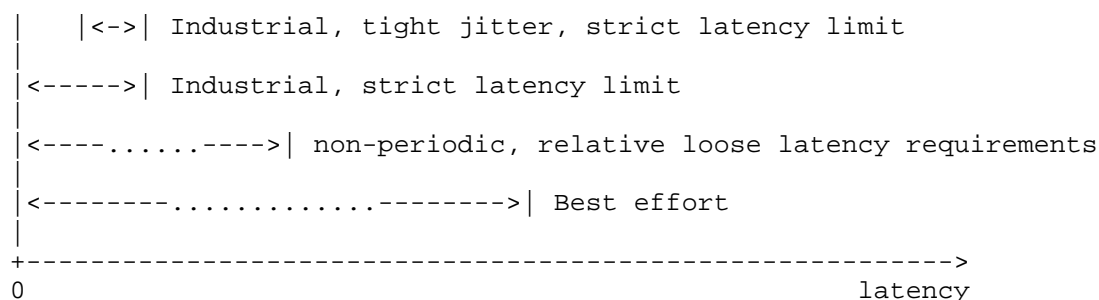 |   |<->| Industrial, tight jitter, strict latency limit
|
|<----->| Industrial, strict latency limit
|
|<----......---->| non-periodic, relative loose latency requirements
|
|<--------.............-------->| Best effort
|
+---------------------------------------------------------->
0                                                    latency